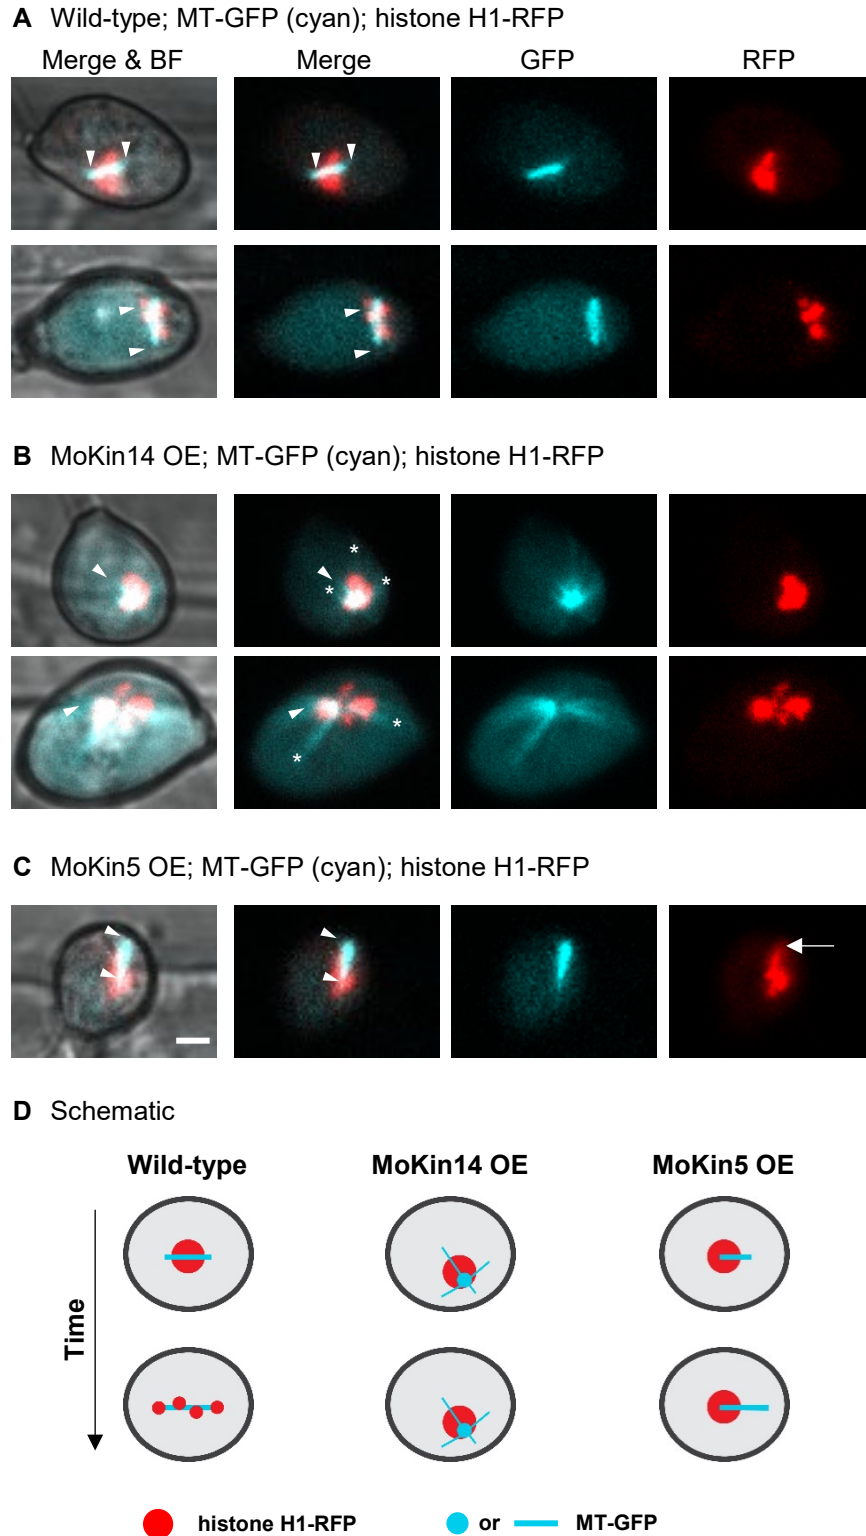 A Wild-type; MT-GFP (cyan); histone H1-RFP
Merge & BF Merge GFP RFP
B MoKin14 OE; MT-GFP (cyan); histone H1-RFP
* * *
* *
C MoKin5 OE; MT-GFP (cyan); histone H1-RFP
D Schematic
Wild-type MoKin14 OE MoKin5 OE
Time
histone H1-RFP or MT-GFP